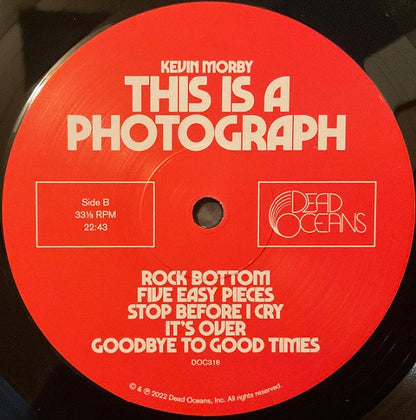 KEVIN MORBY
THIS IS A
PHOTOGRAPH
Side B
33⅓ RPM
22:43
DEAD
OCEANS
ROCK BOTTOM
FIVE EASY PIECES
STOP BEFORE I CRY
IT'S OVER
GOODBYE TO GOOD TIMES
DOC316
© & ℗ 2022 Dead Oceans, Inc. All rights reserved.